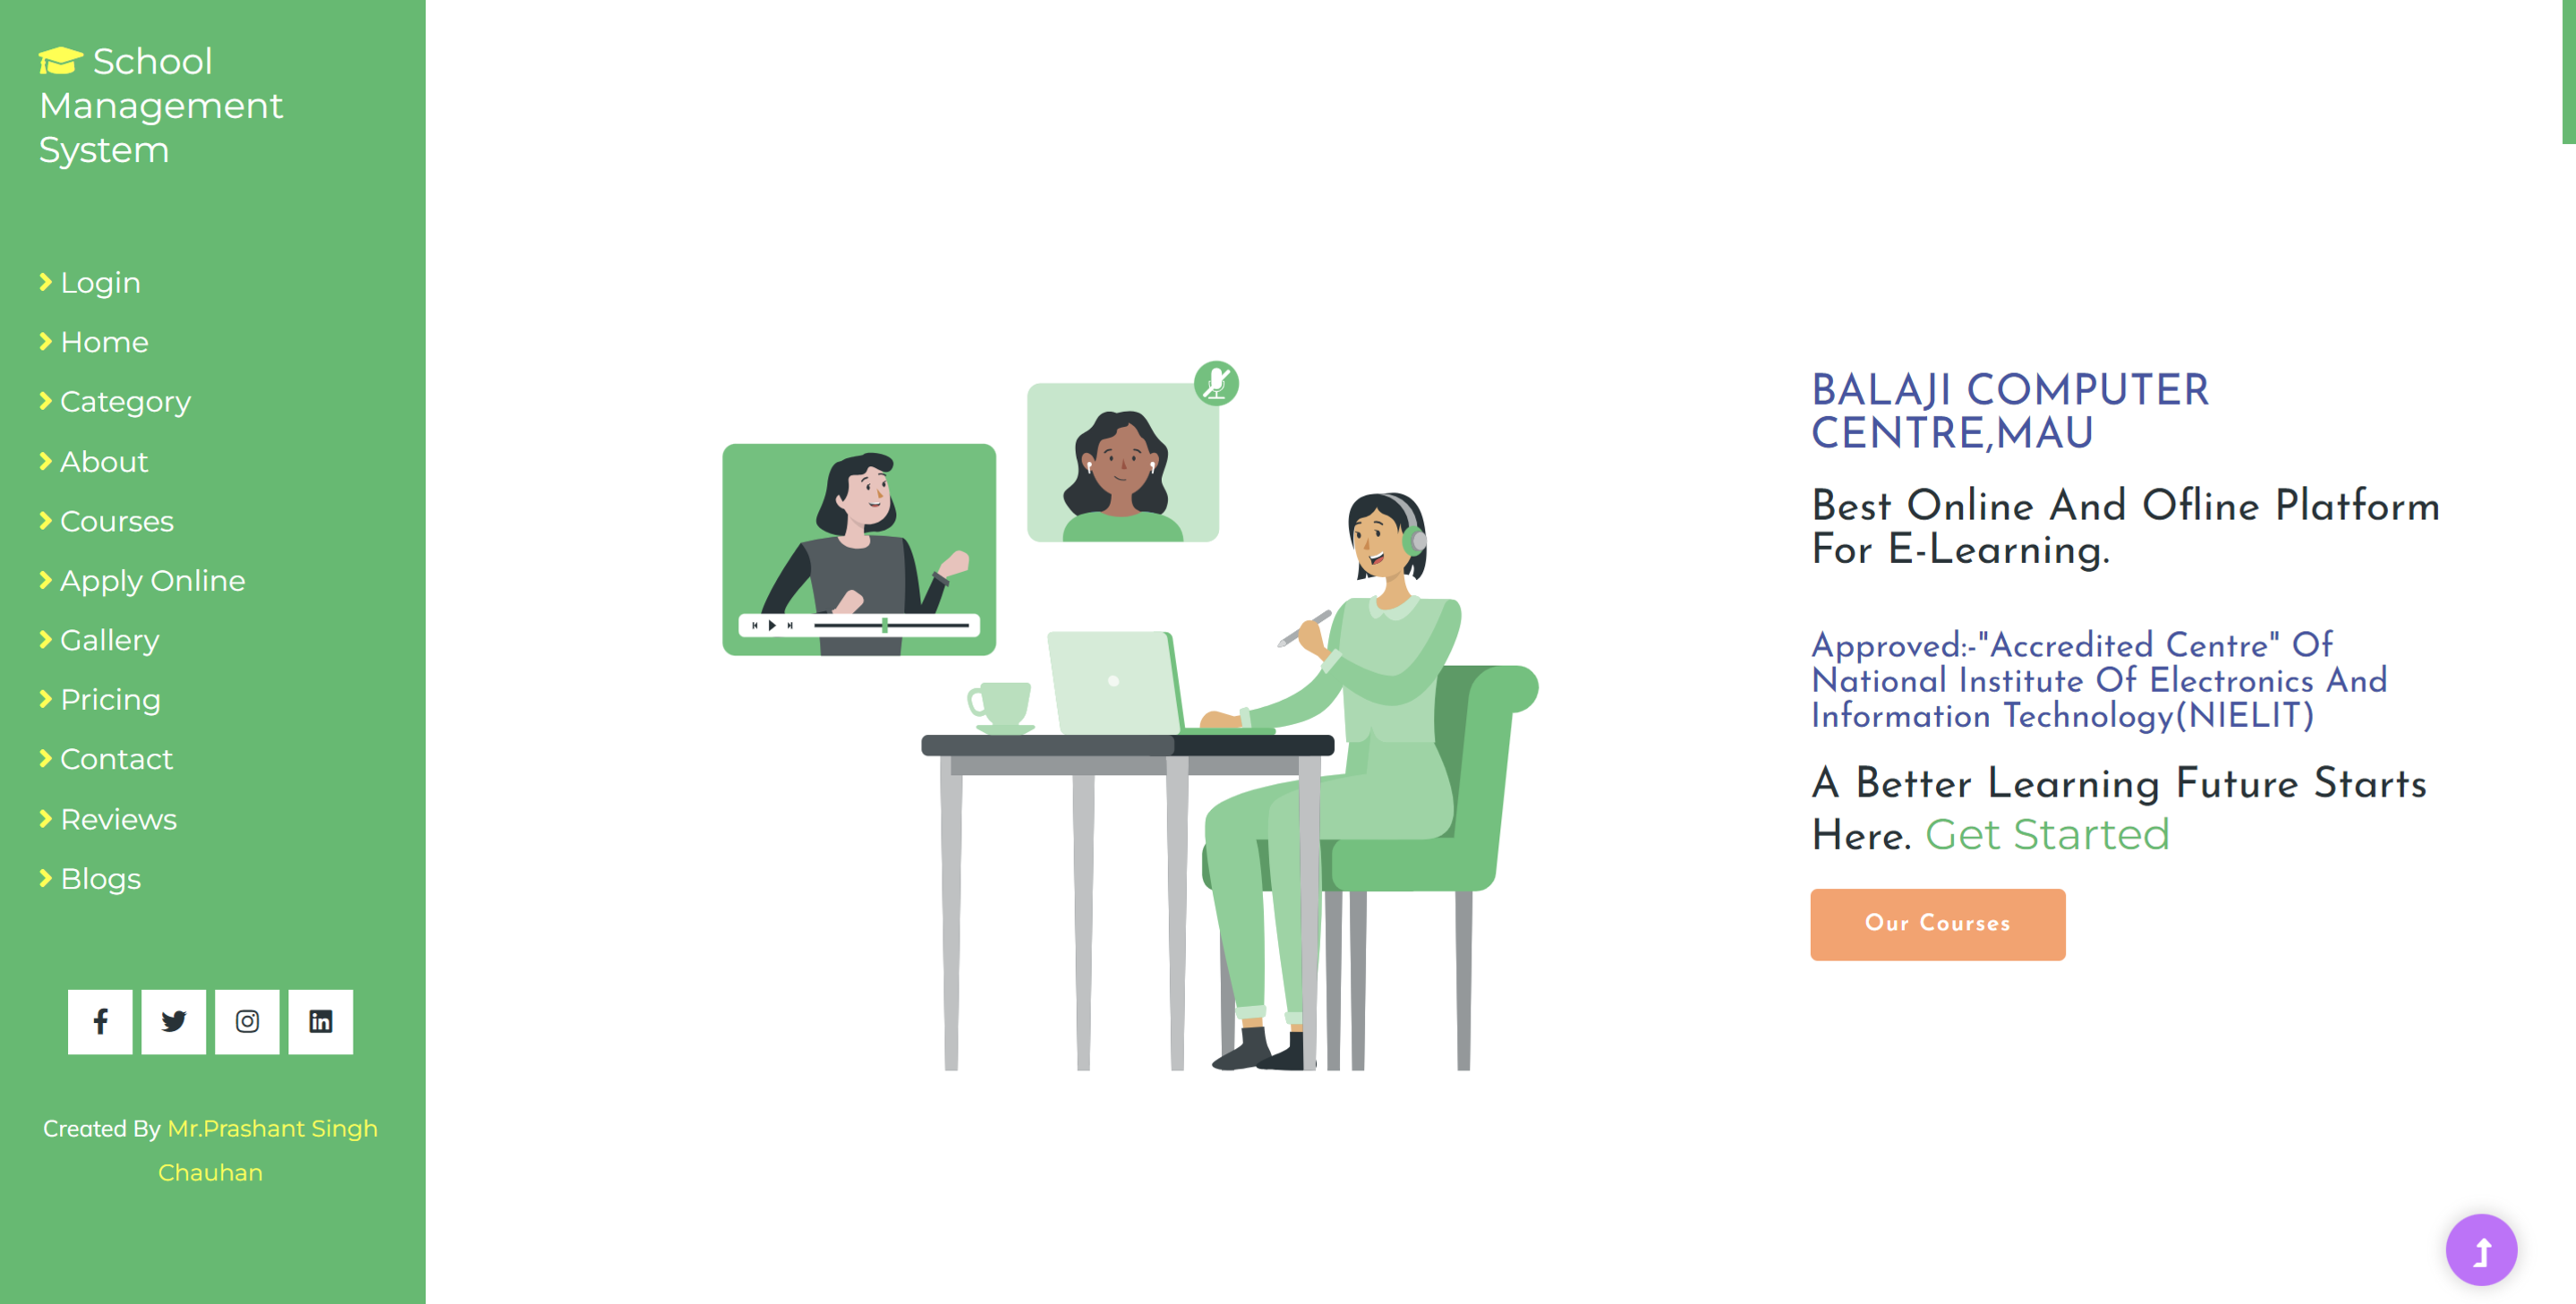 School
Management
System
Login
Home
Category
About
Courses
Apply Online
Gallery
Pricing
Contact
Reviews
Blogs
Created By Mr.Prashant Singh
Chauhan
BALAJI COMPUTER
CENTRE,MAU
Best Online And Ofline Platform
For E-Learning.
Approved:-"Accredited Centre" Of
National Institute Of Electronics And
Information Technology(NIELIT)
A Better Learning Future Starts
Here. Get Started
Our Courses